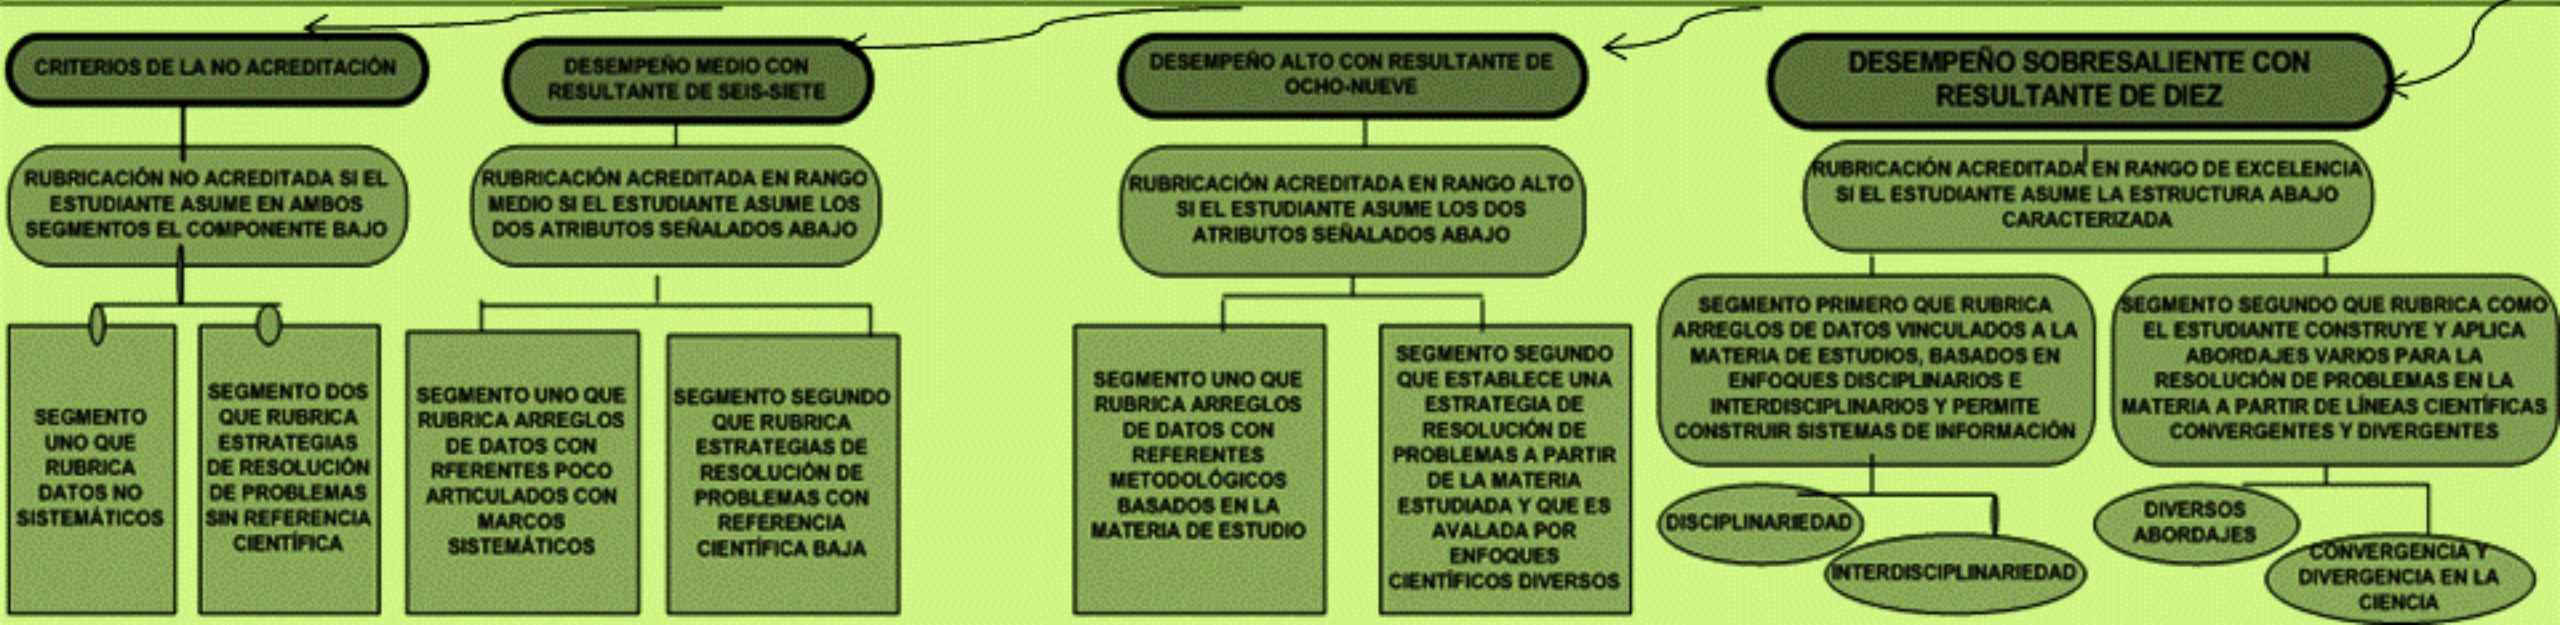 CRITERIOS DE LA NO ACREDITACIÓN
RUBRICACIÓN NO ACREDITADA SI EL
ESTUDIANTE ASUME EN AMBOS
SEGMENTOS EL COMPONENTE BAJO
SEGMENTO
UNO QUE
RUBRICA
DATOS NO
SISTEMÁTICOS
SEGMENTO DOS
QUE RUBRICA
ESTRATEGIAS
DE RESOLUCIÓN
DE PROBLEMAS
SIN REFERENCIA
CIENTÍFICA
DESEMPEÑO MEDIO CON
RESULTANTE DE SEIS-SIETE
RUBRICACIÓN ACREDITADA EN RANGO
MEDIO SI EL ESTUDIANTE ASUME LOS
DOS ATRIBUTOS SEÑALADOS ABAJO
SEGMENTO UNO QUE
RUBRICA ARREGLOS
DE DATOS CON
RFERENTES POCO
ARTICULADOS CON
MARCOS
SISTEMÁTICOS
SEGMENTO SEGUNDO
QUE RUBRICA
ESTRATEGIAS DE
RESOLUCIÓN DE
PROBLEMAS CON
REFERENCIA
CIENTÍFICA BAJA
DESEMPEÑO ALTO CON RESULTANTE DE
OCHO-NUEVE
RUBRICACIÓN ACREDITADA EN RANGO ALTO
SI EL ESTUDIANTE ASUME LOS DOS
ATRIBUTOS SEÑALADOS ABAJO
SEGMENTO UNO QUE
RUBRICA ARREGLOS
DE DATOS CON
REFERENTES
METODOLÓGICOS
BASADOS EN LA
MATERIA DE ESTUDIO
SEGMENTO SEGUNDO
QUE ESTABLECE UNA
ESTRATEGIA DE
RESOLUCIÓN DE
PROBLEMAS A PARTIR
DE LA MATERIA
ESTUDIADA Y QUE ES
AVALADA POR
ENFOQUES
CIENTÍFICOS DIVERSOS
DESEMPEÑO SOBRESALIENTE CON
RESULTANTE DE DIEZ
RUBRICACIÓN ACREDITADA EN RANGO DE EXCELENCIA
SI EL ESTUDIANTE ASUME LA ESTRUCTURA ABAJO
CARACTERIZADA
SEGMENTO PRIMERO QUE RUBRICA
ARREGLOS DE DATOS VINCULADOS A LA
MATERIA DE ESTUDIOS, BASADOS EN
ENFOQUES DISCIPLINARIOS E
INTERDISCIPLINARIOS Y PERMITE
CONSTRUIR SISTEMAS DE INFORMACIÓN
DISCIPLINARIEDAD
INTERDISCIPLINARIEDAD
SEGMENTO SEGUNDO QUE RUBRICA COMO
EL ESTUDIANTE CONSTRUYE Y APLICA
ABORDAJES VARIOS PARA LA
RESOLUCIÓN DE PROBLEMAS EN LA
MATERIA A PARTIR DE LÍNEAS CIENTÍFICAS
CONVERGENTES Y DIVERGENTES
DIVERSOS
ABORDAJES
CONVERGENCIA Y
DIVERGENCIA EN LA
CIENCIA